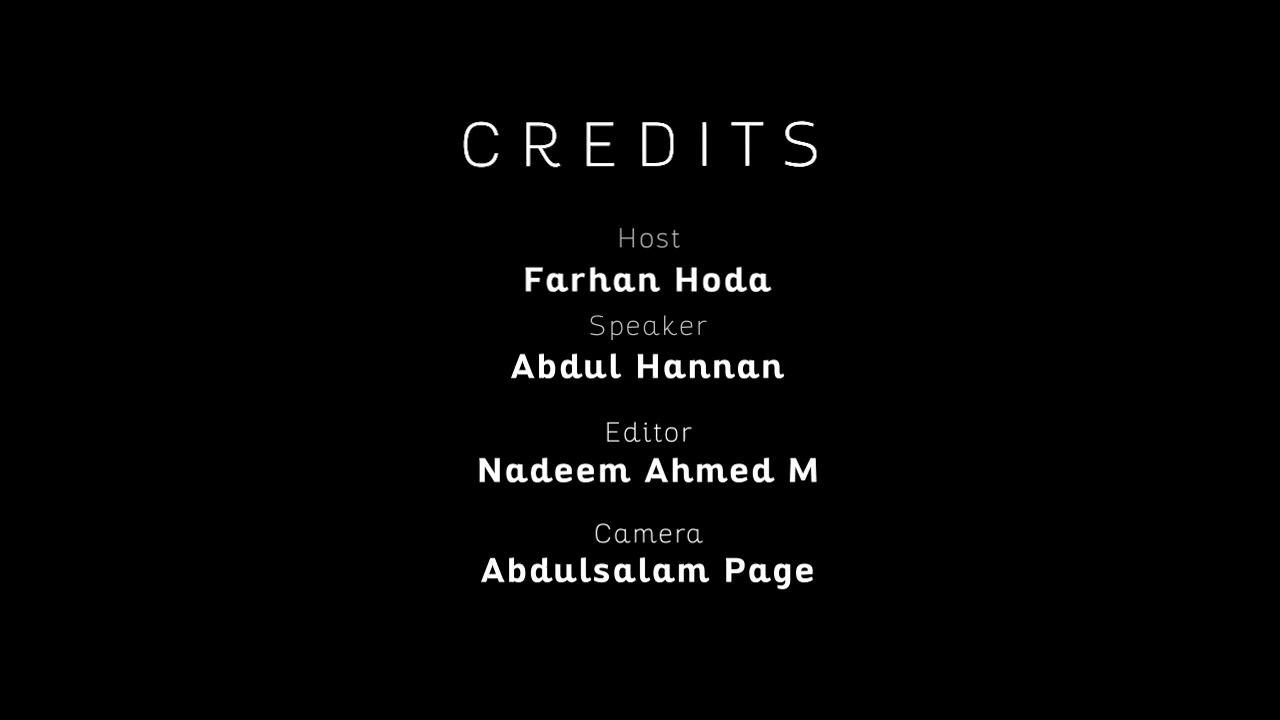 CREDITS
Host
Farhan Hoda
Speaker
Abdul Hannan
Editor
Nadeem Ahmed M
Camera
Abdulsalam Page